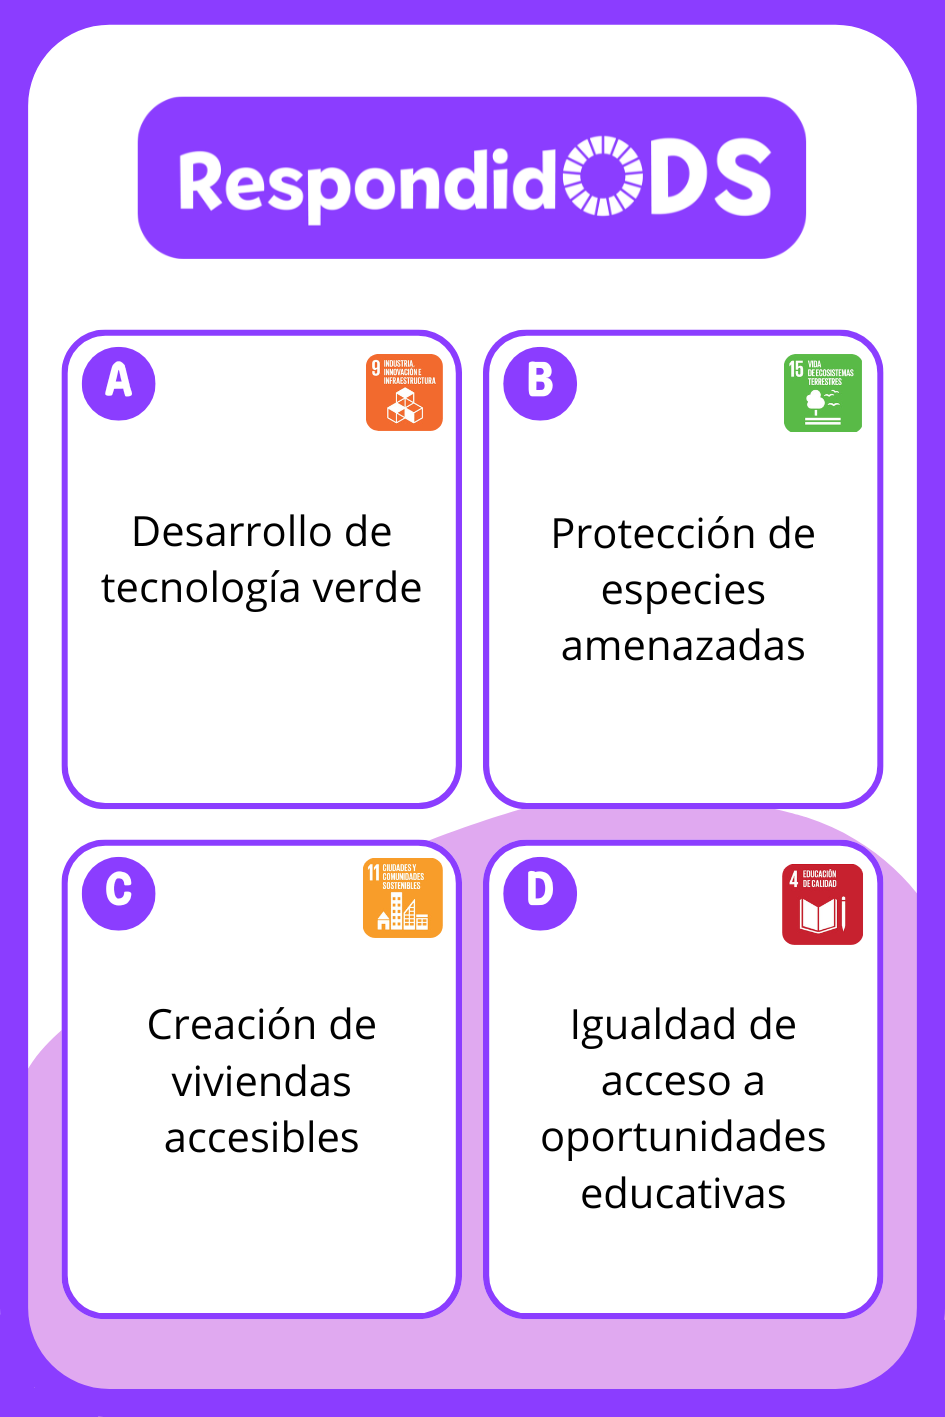 RespondidODS
A
9 INDUSTRIA,
INNOVACIÓN E
INFRAESTRUCTURA
Desarrollo de
tecnología verde
B
15 VIDA
DE ECOSISTEMAS
TERRESTRES
Protección de
especies
amenazadas
C
11 CIUDADES Y
COMUNIDADES
SOSTENIBLES
Creación de
viviendas
accesibles
D
4 EDUCACIÓN
DE CALIDAD
Igualdad de
acceso a
oportunidades
educativas